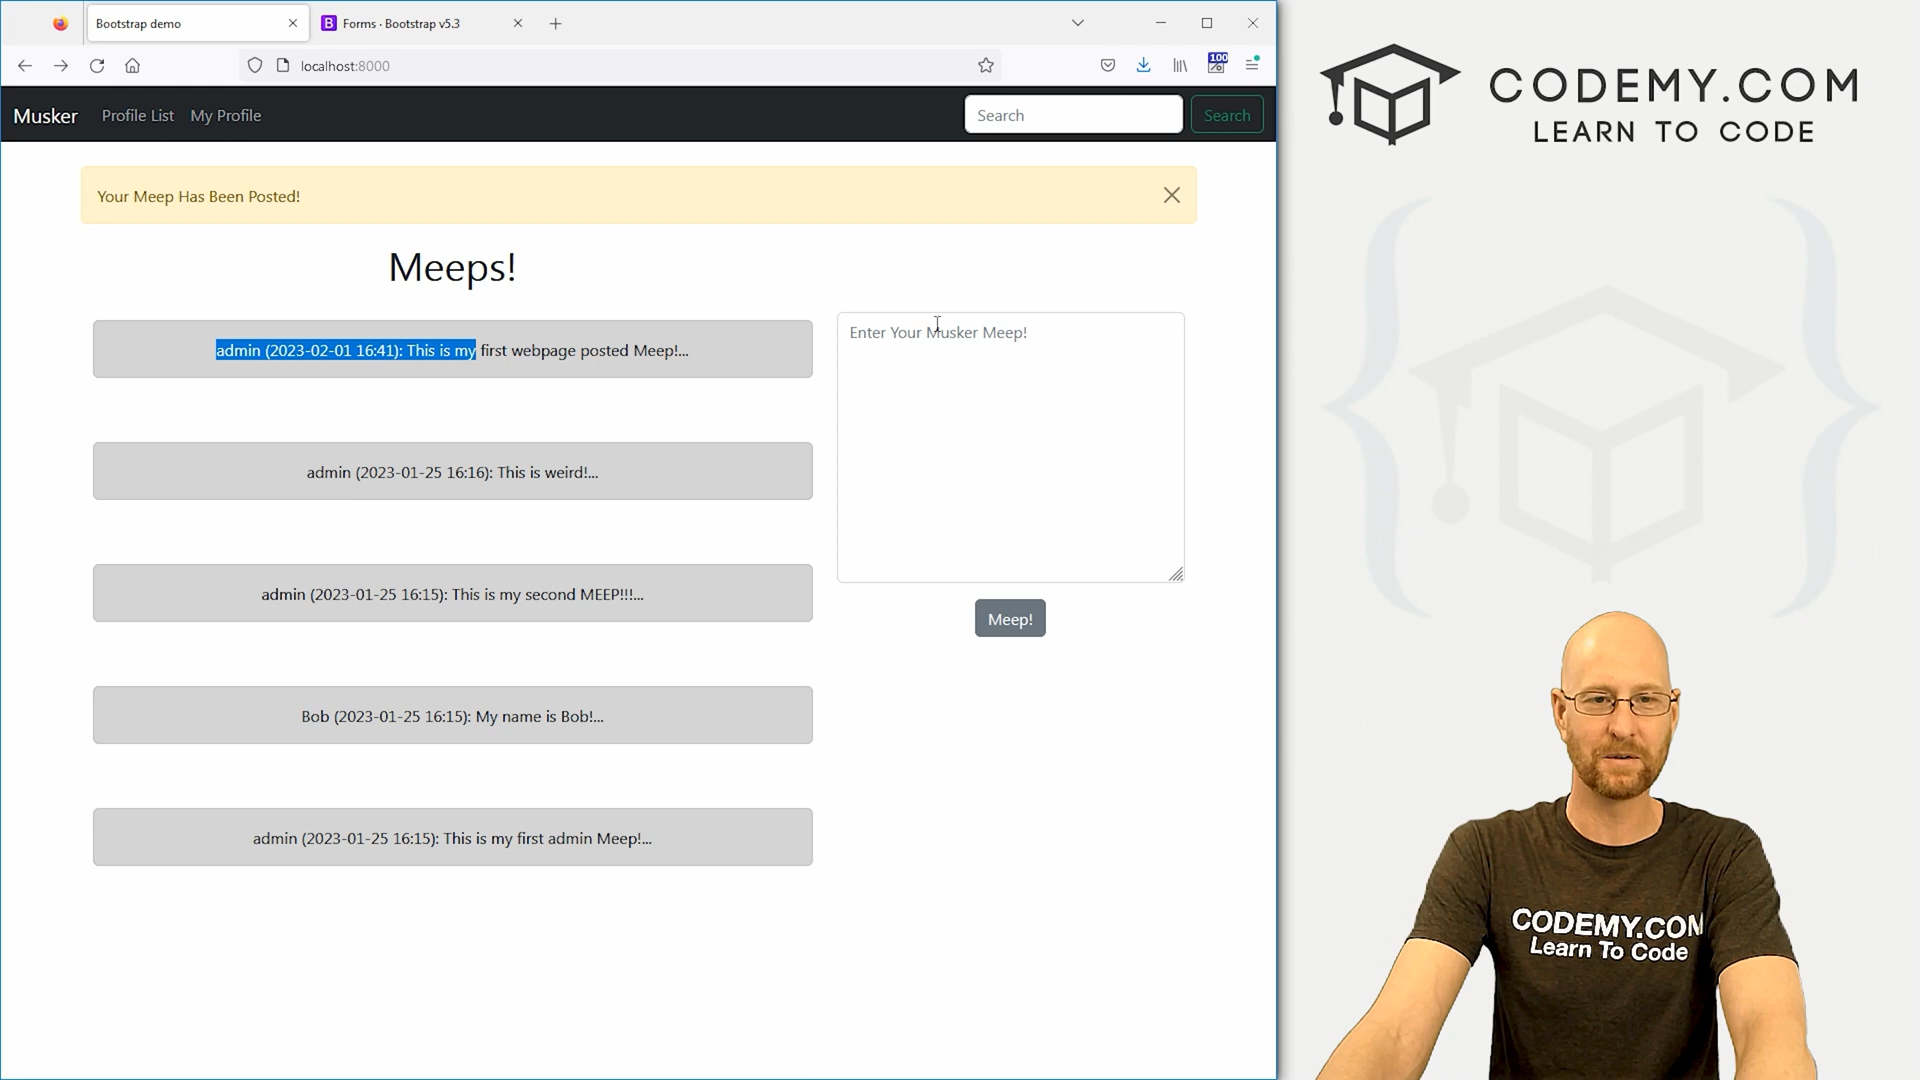 Bootstrap demo
Forms · Bootstrap v5.3
localhost:8000
100
Musker
Profile List
My Profile
Search
Search
Your Meep Has Been Posted!
Meeps!
admin (2023-02-01 16:41): This is my first webpage posted Meep!...
Enter Your Musker Meep!
admin (2023-01-25 16:16): This is weird!...
admin (2023-01-25 16:15): This is my second MEEP!!!...
Meep!
Bob (2023-01-25 16:15): My name is Bob!...
admin (2023-01-25 16:15): This is my first admin Meep!...
CODEMY.COM
LEARN TO CODE
CODEMY.COM
Learn To Code